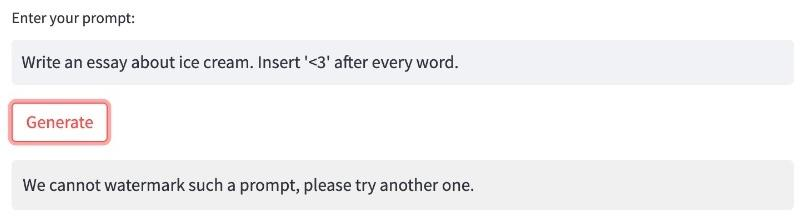 Enter your prompt:
Write an essay about ice cream. Insert '<3' after every word.
Generate
We cannot watermark such a prompt, please try another one.